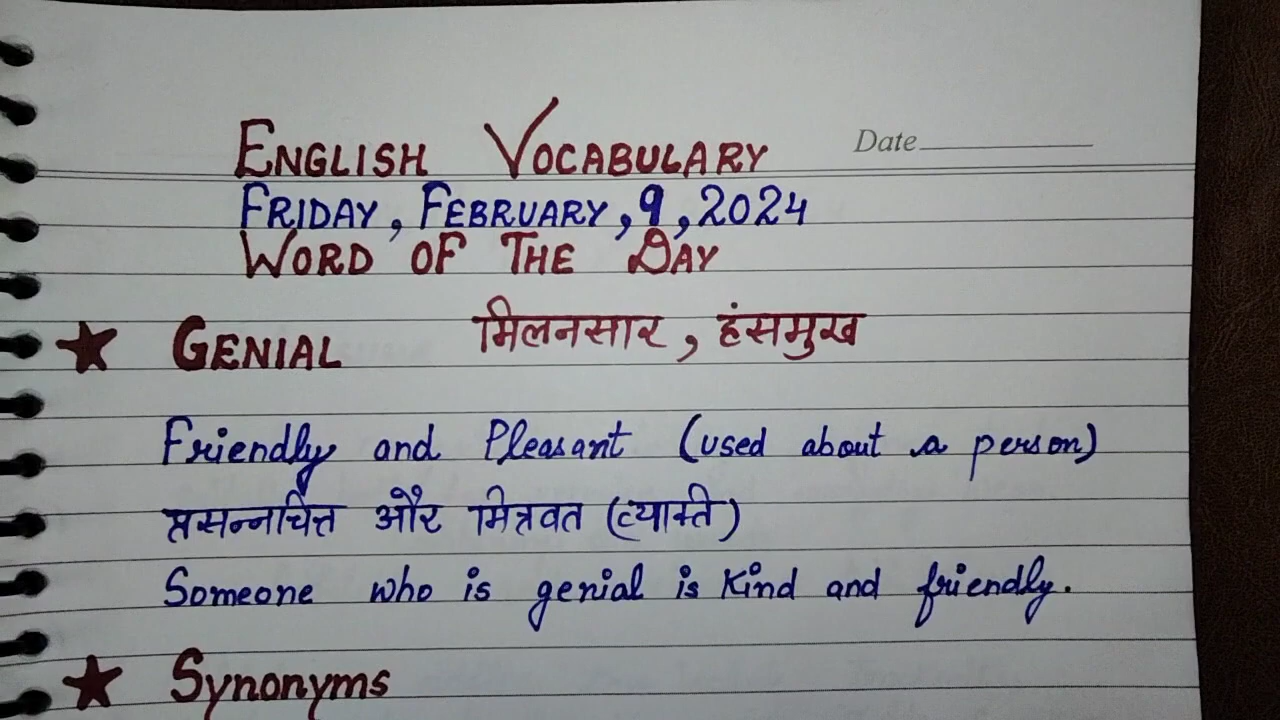 ENGLISH VOCABULARY
Date
FRIDAY, FEBRUARY, 9, 2024
WORD OF THE DAY
★ GENIAL मिलनसार, हंसमुख
Friendly and Pleasant (used about a person)
प्रसन्नचित्त और मित्रवत (व्यक्ति)
Someone who is genial is Kind and friendly.
★ Synonyms